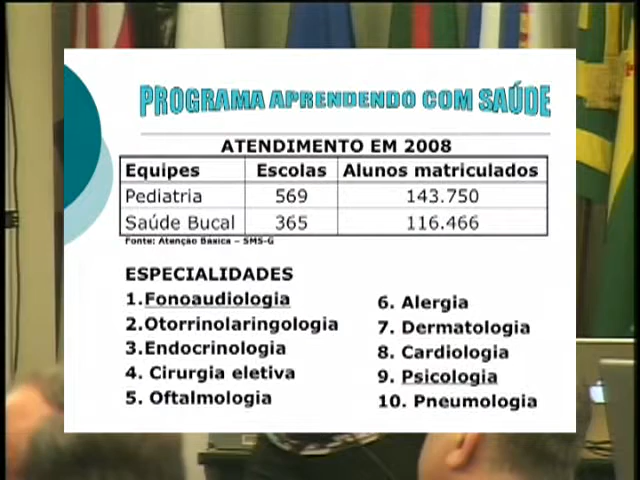 PROGRAMA APRENDENDO COM SAÚDE
ATENDIMENTO EM 2008
Equipes Escolas Alunos matriculados
Pediatria 569 143.750
Saúde Bucal 365 116.466
Fonte: Atenção Básica – SMS-G
ESPECIALIDADES
1.Fonoaudiologia
2.Otorrinolaringologia
3.Endocrinologia
4. Cirurgia eletiva
5. Oftalmologia
6. Alergia
7. Dermatologia
8. Cardiologia
9. Psicologia
10. Pneumologia